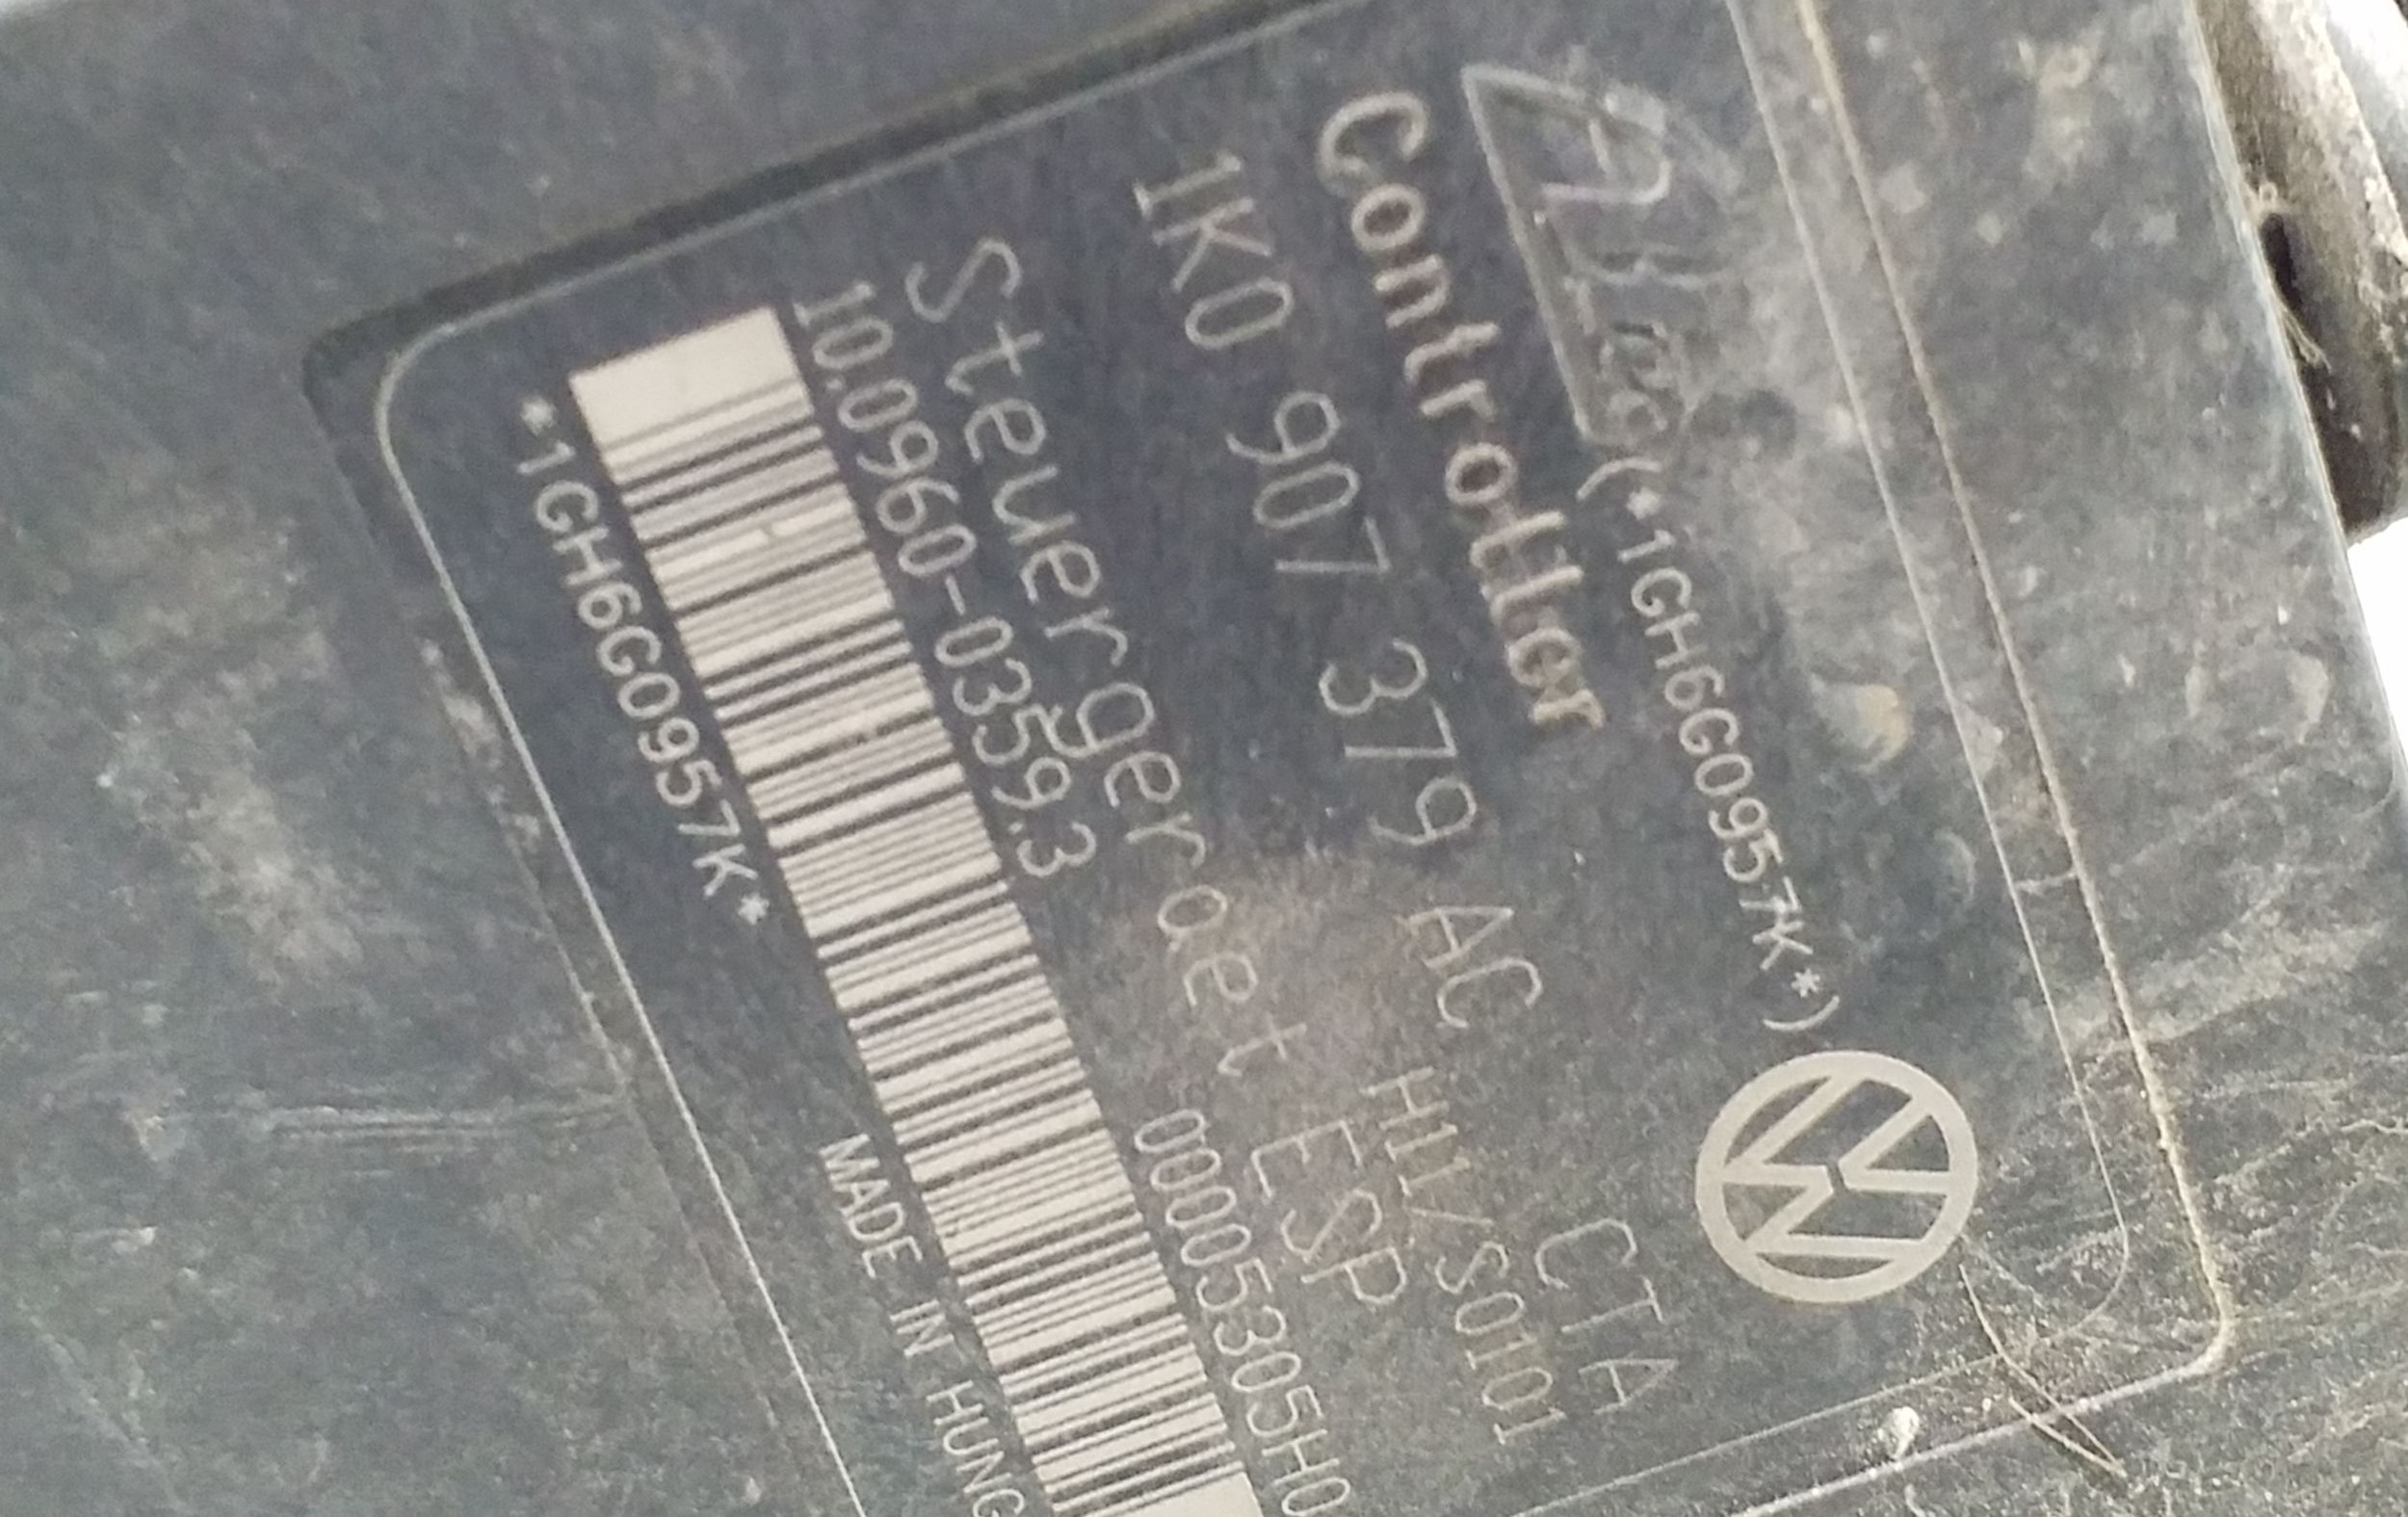 (*1GH6G0957K*)
Controller
CTA
1K0 907 379 AC H11/S0101
Steuergeraet ESP
10.0960-0359.3 00005305H0
*1GH6G0957K*
MADE IN HUNG